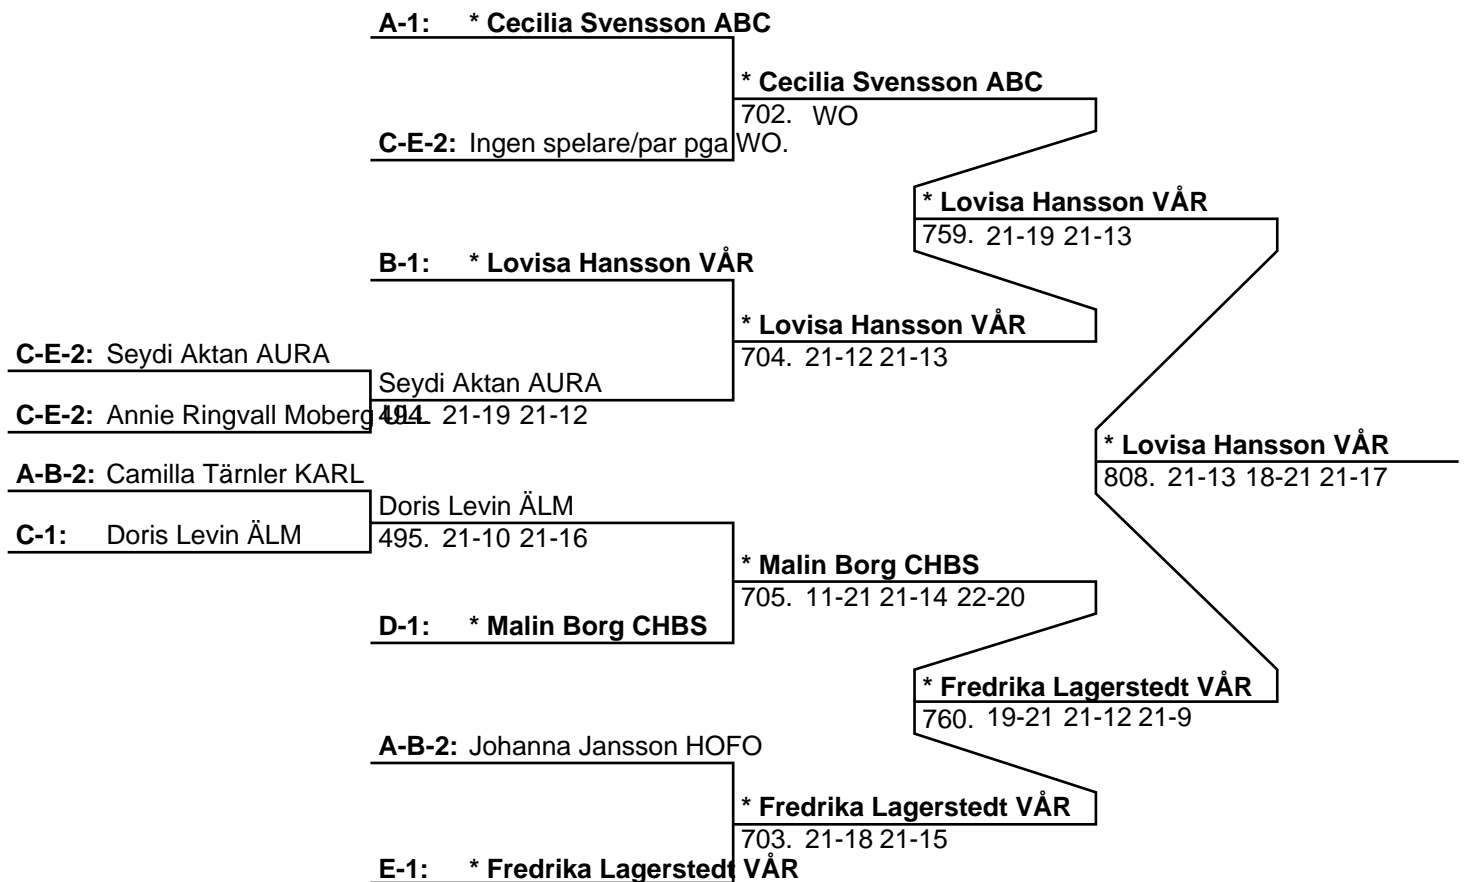 A-1: * Cecilia Svensson ABC
* Cecilia Svensson ABC
702. WO
C-E-2: Ingen spelare/par pga WO.
* Lovisa Hansson VÅR
759. 21-19 21-13
B-1: * Lovisa Hansson VÅR
* Lovisa Hansson VÅR
704. 21-12 21-13
C-E-2: Seydi Aktan AURA
Seydi Aktan AURA
C-E-2: Annie Ringvall Moberg ULL
494. 21-19 21-12
* Lovisa Hansson VÅR
808. 21-13 18-21 21-17
A-B-2: Camilla Tärnler KARL
Doris Levin ÄLM
C-1: Doris Levin ÄLM
495. 21-10 21-16
* Malin Borg CHBS
705. 11-21 21-14 22-20
D-1: * Malin Borg CHBS
* Fredrika Lagerstedt VÅR
760. 19-21 21-12 21-9
A-B-2: Johanna Jansson HOFO
* Fredrika Lagerstedt VÅR
703. 21-18 21-15
E-1: * Fredrika Lagerstedt VÅR